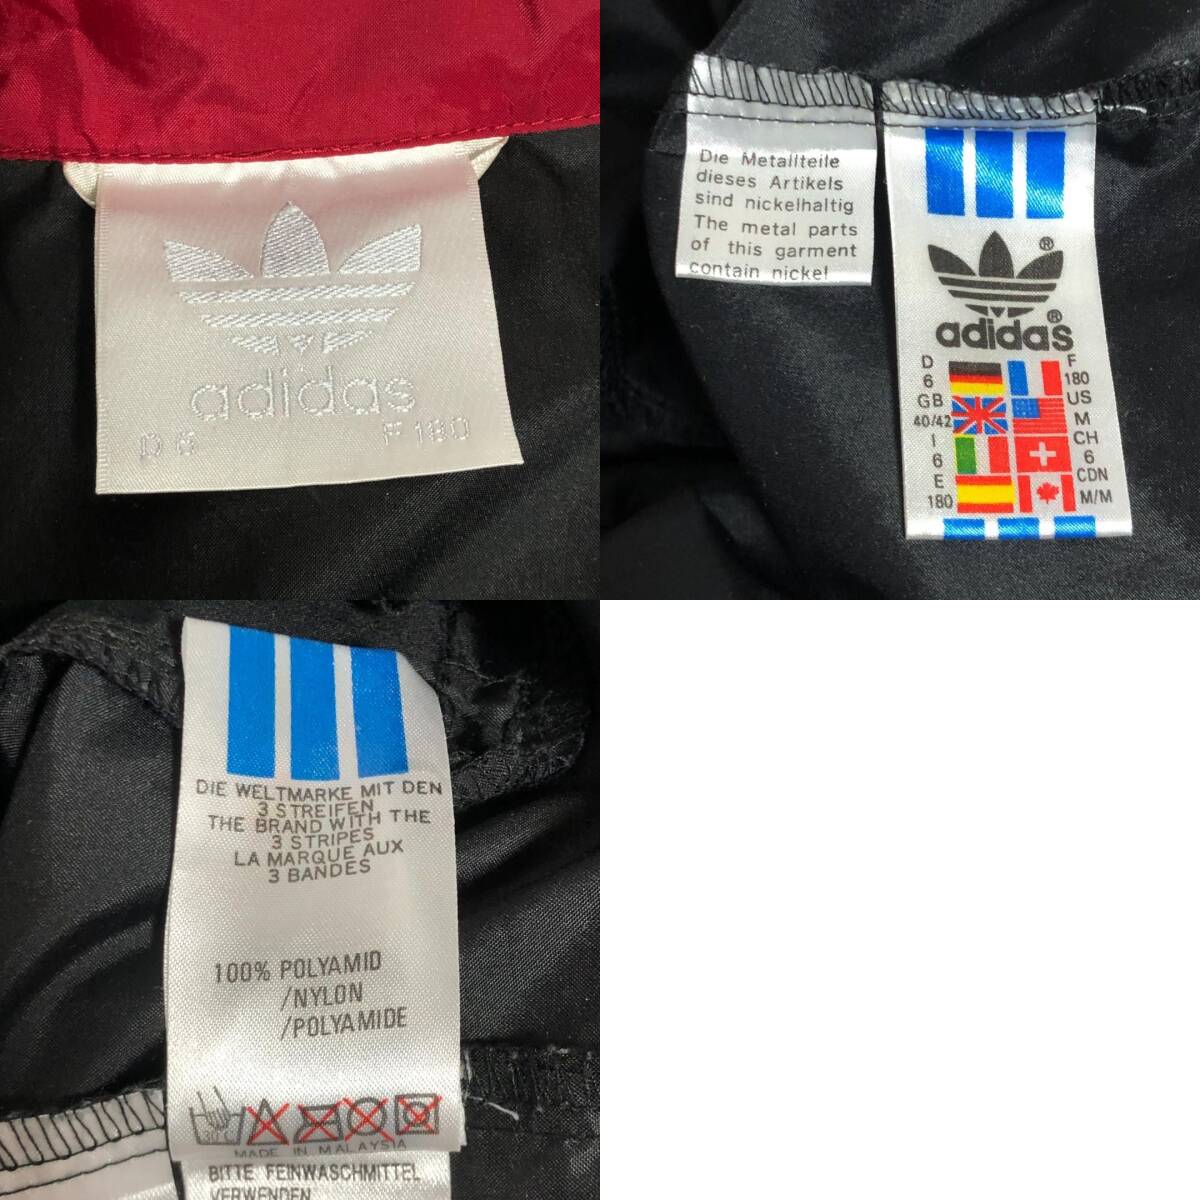 adidas
D 6 F 180
Die Metallteile
dieses Artikels
sind nickelhaltig
The metal parts
of this garment
contain nickel
®
adidas®
D F
6 180
GB US
40/42 M
I CH
6 6
E CDN
180 M/M
DIE WELTMARKE MIT DEN
3 STREIFEN
THE BRAND WITH THE
3 STRIPES
LA MARQUE AUX
3 BANDES
100% POLYAMID
/NYLON
/POLYAMIDE
30°C
MADE IN MALAYSIA
BITTE FEINWASCHMITTEL
VERWENDEN